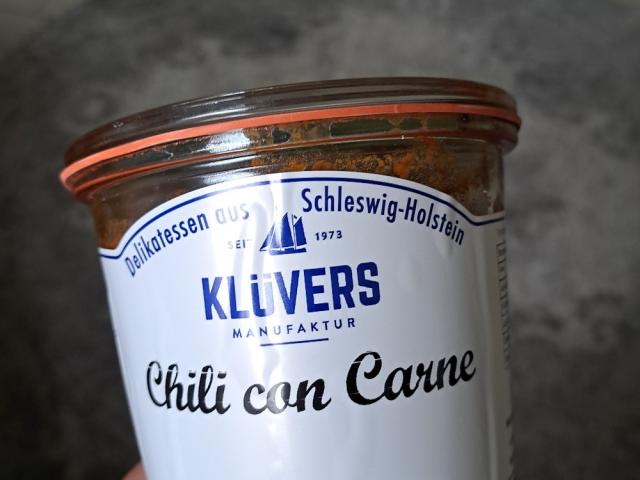 Delikatessen aus Schleswig-Holstein
SEIT 1973
KLÜVERS
MANUFAKTUR
Chili con Carne